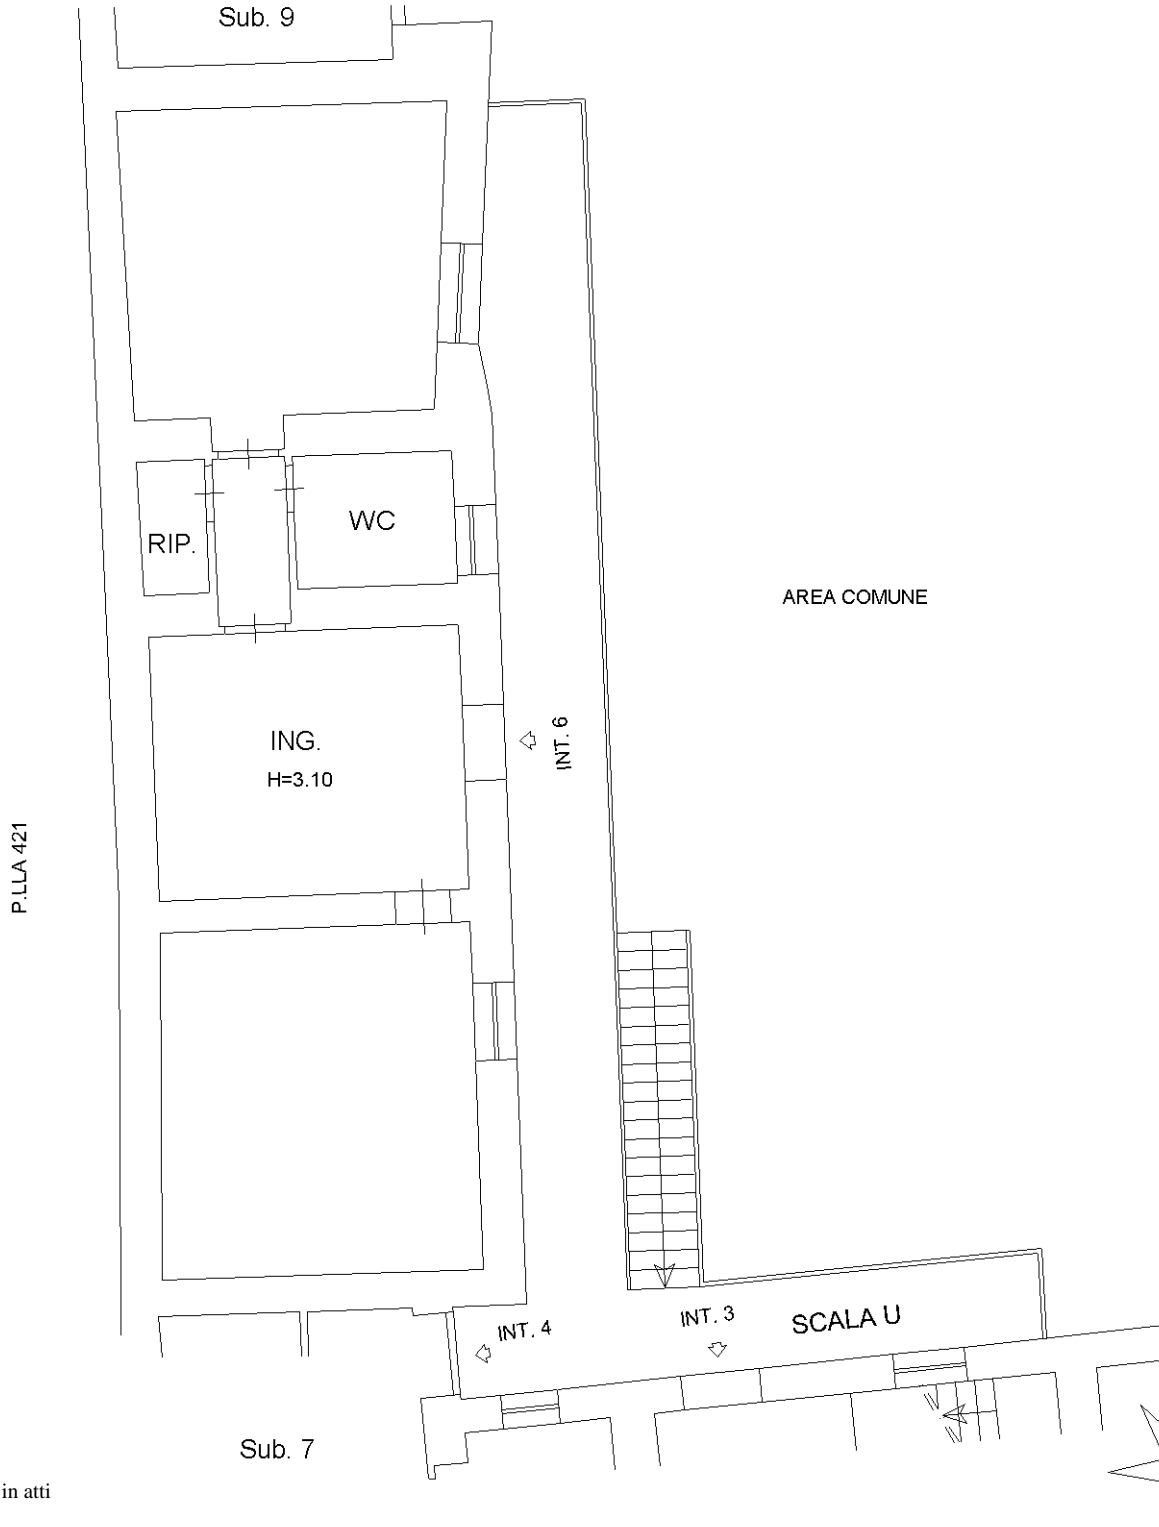 Sub. 9
WC
RIP.
AREA COMUNE
ING.
INT. 6
H=3.10
P.LLA 421
INT. 3
SCALA U
INT. 4
Sub. 7
in atti